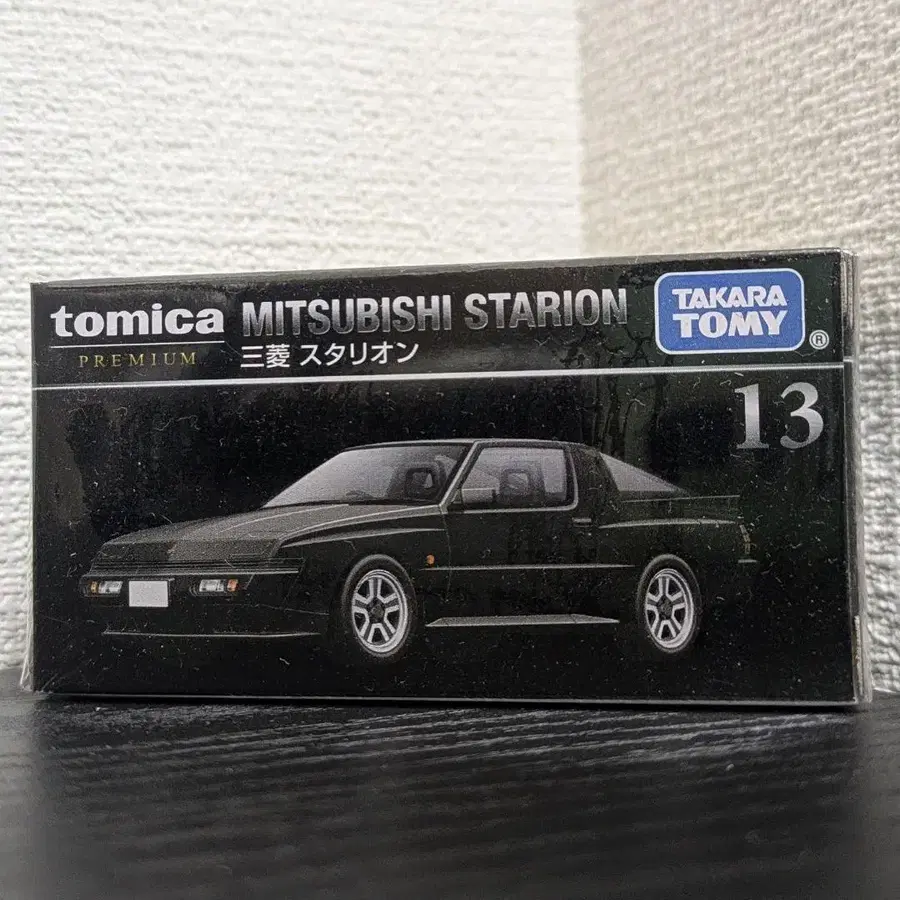 tomica
PREMIUM
MITSUBISHI STARION
三菱 スタリオン
TAKARA
TOMY
®
13